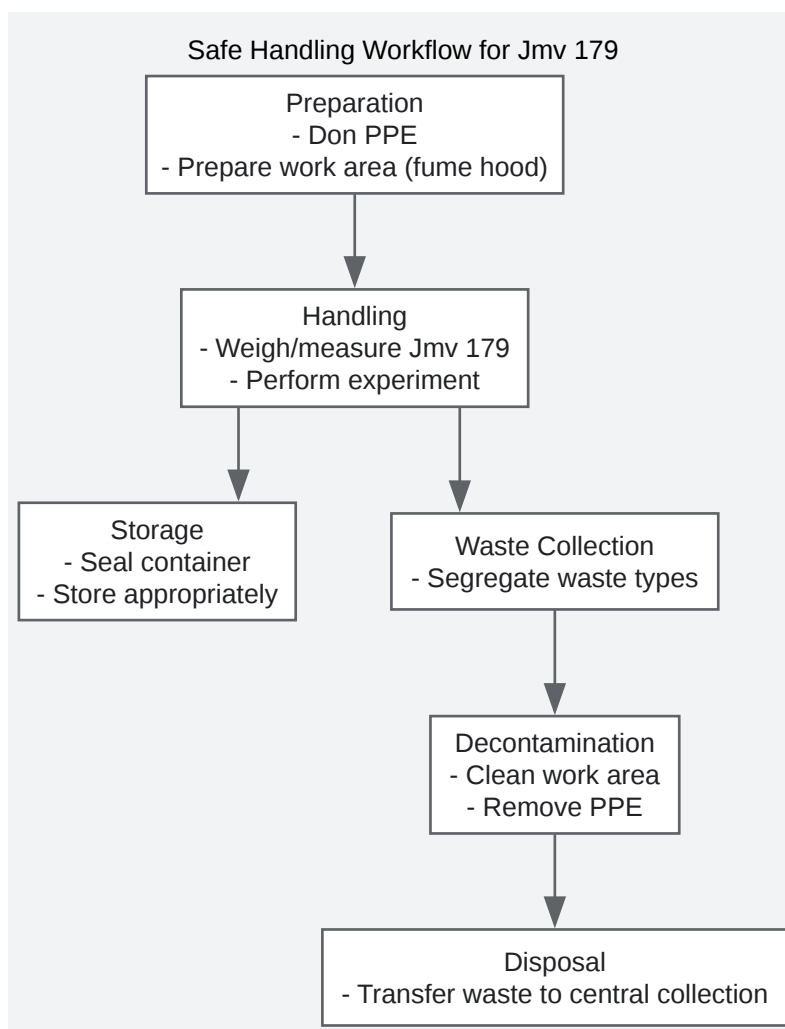 Safe Handling Workflow for Jmv 179
Preparation
- Don PPE
- Prepare work area (fume hood)
Handling
- Weigh/measure Jmv 179
- Perform experiment
Storage
- Seal container
- Store appropriately
Waste Collection
- Segregate waste types
Decontamination
- Clean work area
- Remove PPE
Disposal
- Transfer waste to central collection